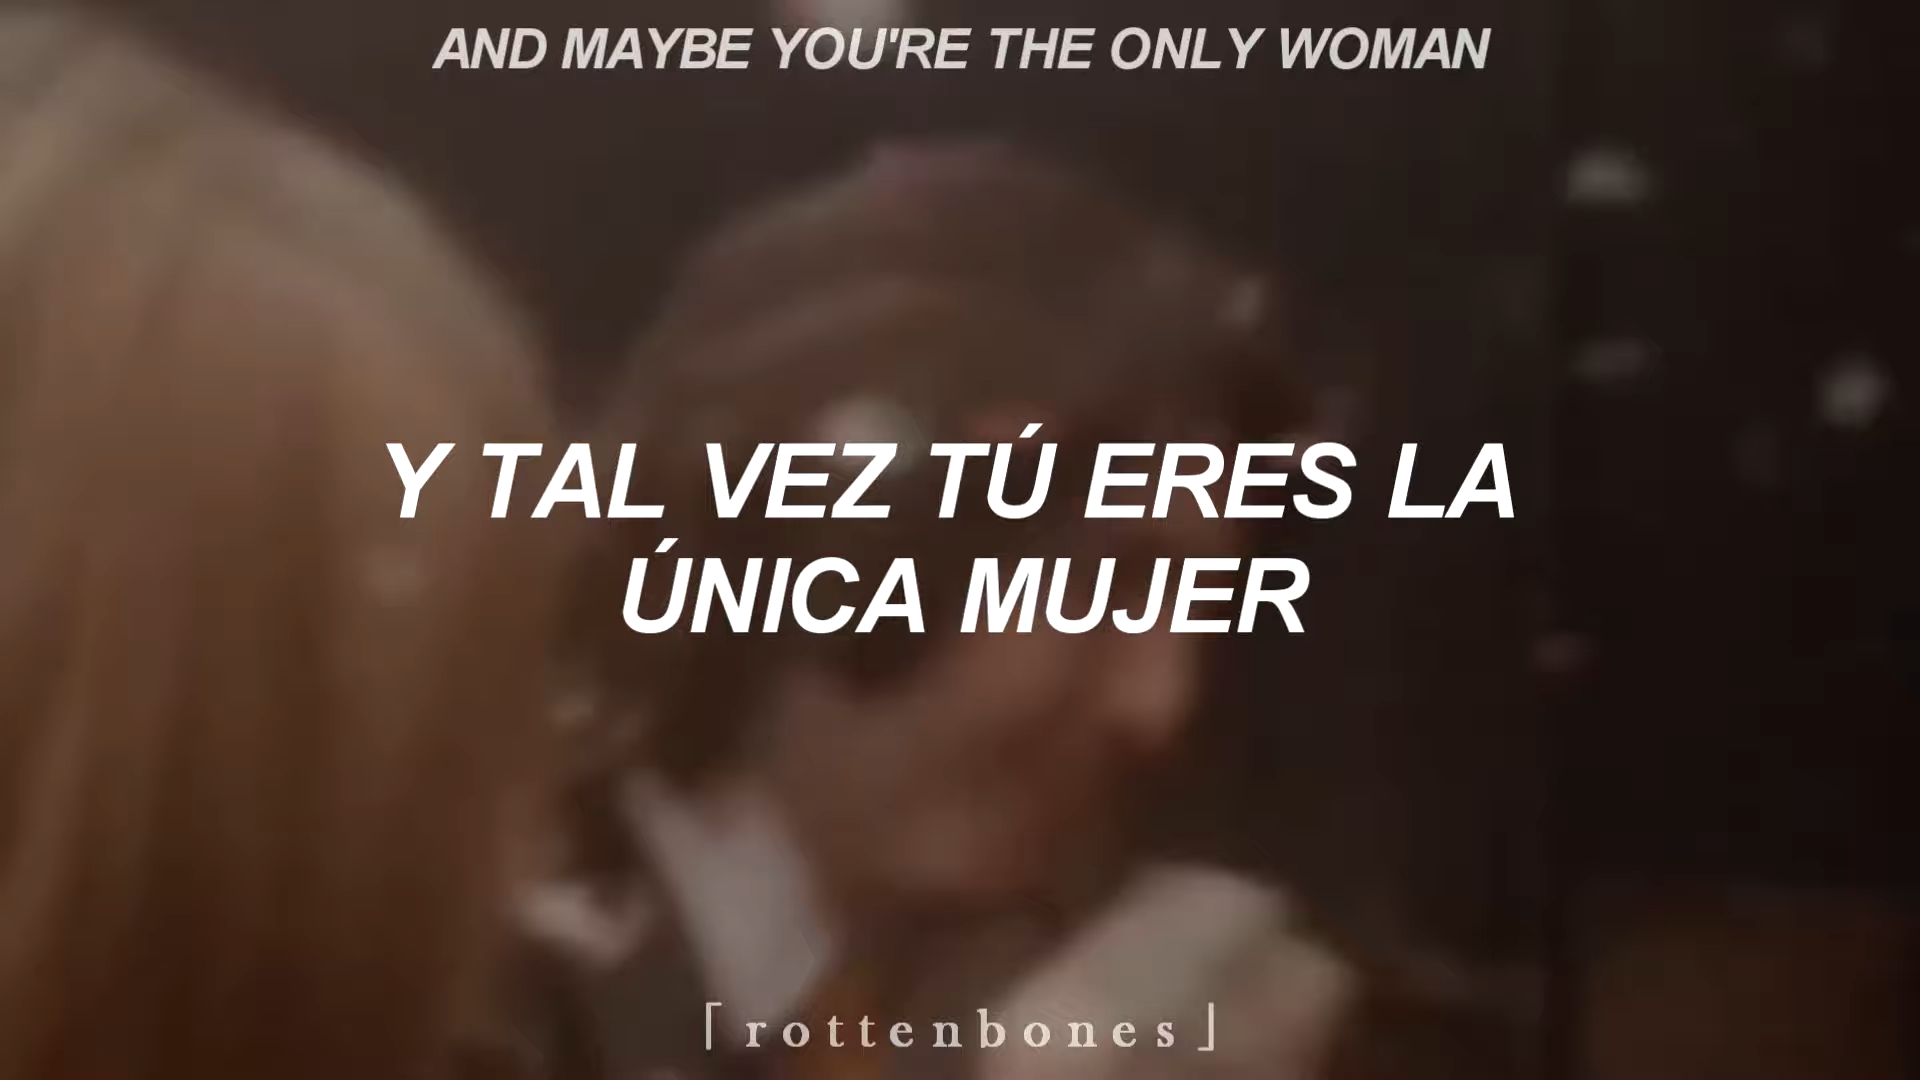 AND MAYBE YOU'RE THE ONLY WOMAN
Y TAL VEZ TÚ ERES LA
ÚNICA MUJER
「rottenbones」